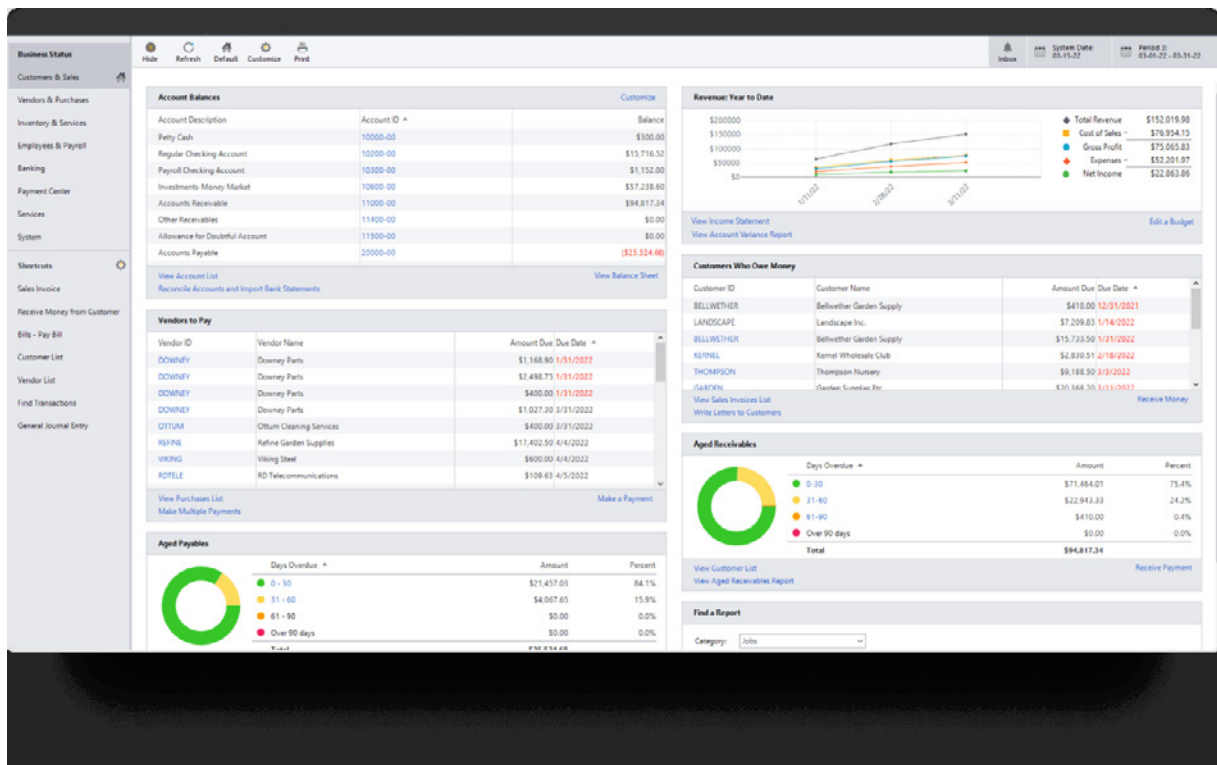 Business Status
Customers & Sales
Vendors & Purchases
Inventory & Services
Employees & Payroll
Banking
Payment Center
Services
System
Shortcuts
Sales Invoice
Receive Money from Customer
Bills - Pay Bill
Customer List
Vendor List
Find Transactions
General Journal Entry
Hide Refresh Default Customize Print
Inbox
System Date:
03-15-22
Period 3:
03-01-22 - 03-31-22
Account Balances Customize
Account Description Account ID Balance
Petty Cash 10000-00 $300.00
Regular Checking Account 10200-00 $15,716.52
Payroll Checking Account 10300-00 $1,152.00
Investments-Money Market 10600-00 $57,238.60
Accounts Receivable 11000-00 $94,817.34
Other Receivables 11400-00 $0.00
Allowance for Doubtful Account 11500-00 $0.00
Accounts Payable 20000-00 ($25,524.68)
View Account List View Balance Sheet
Reconcile Accounts and Import Bank Statements
Vendors to Pay
Vendor ID Vendor Name Amount Due Due Date
DOWNEY Downey Parts $1,168.90 1/31/2022
DOWNEY Downey Parts $2,498.75 1/31/2022
DOWNEY Downey Parts $400.00 1/31/2022
DOWNEY Downey Parts $1,027.30 3/31/2022
OTTUM Ottum Cleaning Services $400.00 3/31/2022
REFINE Refine Garden Supplies $17,402.50 4/4/2022
VIKING Viking Steel $600.00 4/4/2022
RDTELE RD Telecommunications $109.63 4/5/2022
View Purchases List Make a Payment
Make Multiple Payments
Aged Payables
Days Overdue Amount Percent
0 - 30 $21,457.03 84.1%
31 - 60 $4,067.65 15.9%
61 - 90 $0.00 0.0%
Over 90 days $0.00 0.0%
Total $25,524.68
Revenue: Year to Date
$200000
$150000
$100000
$50000
$0
1/31/22 2/28/22 3/31/22
Total Revenue $152,019.98
Cost of Sales - $76,954.15
Gross Profit $75,065.83
Expenses - $52,201.97
Net Income $22,863.86
View Income Statement Edit a Budget
View Account Variance Report
Customers Who Owe Money
Customer ID Customer Name Amount Due Due Date
BELLWETHER Bellwether Garden Supply $410.00 12/31/2021
LANDSCAPE Landscape Inc. $7,209.83 1/14/2022
BELLWETHER Bellwether Garden Supply $15,733.50 1/31/2022
KERNEL Kernel Wholesale Club $2,830.51 2/18/2022
THOMPSON Thompson Nursery $9,188.50 3/3/2022
GARDEN Garden Supplies Etc $20,368.20 3/11/2022
View Sales Invoices List Receive Money
Write Letters to Customers
Aged Receivables
Days Overdue Amount Percent
0-30 $71,464.01 75.4%
31-60 $22,943.33 24.2%
61-90 $410.00 0.4%
Over 90 days $0.00 0.0%
Total $94,817.34
View Customer List Receive Payment
View Aged Receivables Report
Find a Report
Category: Jobs